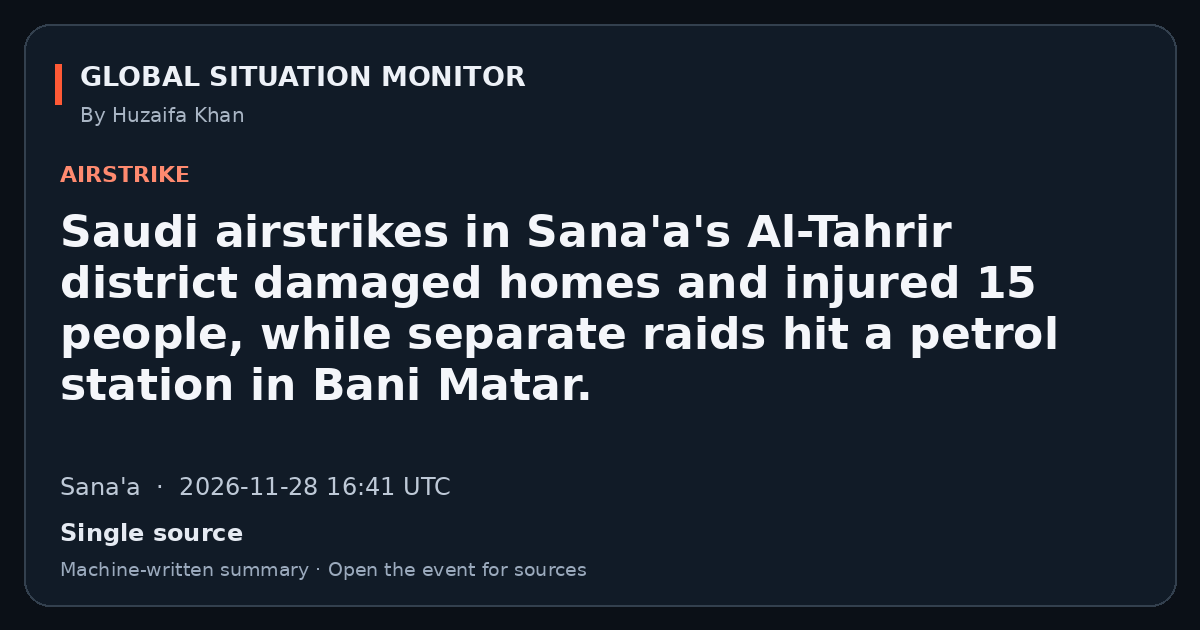 GLOBAL SITUATION MONITOR
By Huzaifa Khan
AIRSTRIKE
Saudi airstrikes in Sana'a's Al-Tahrir
district damaged homes and injured 15
people, while separate raids hit a petrol
station in Bani Matar.
Sana'a · 2026-11-28 16:41 UTC
Single source
Machine-written summary · Open the event for sources